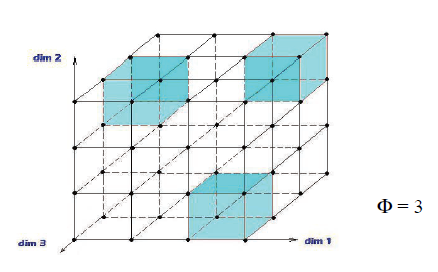 dim 2
Φ = 3
dim 3
dim 1